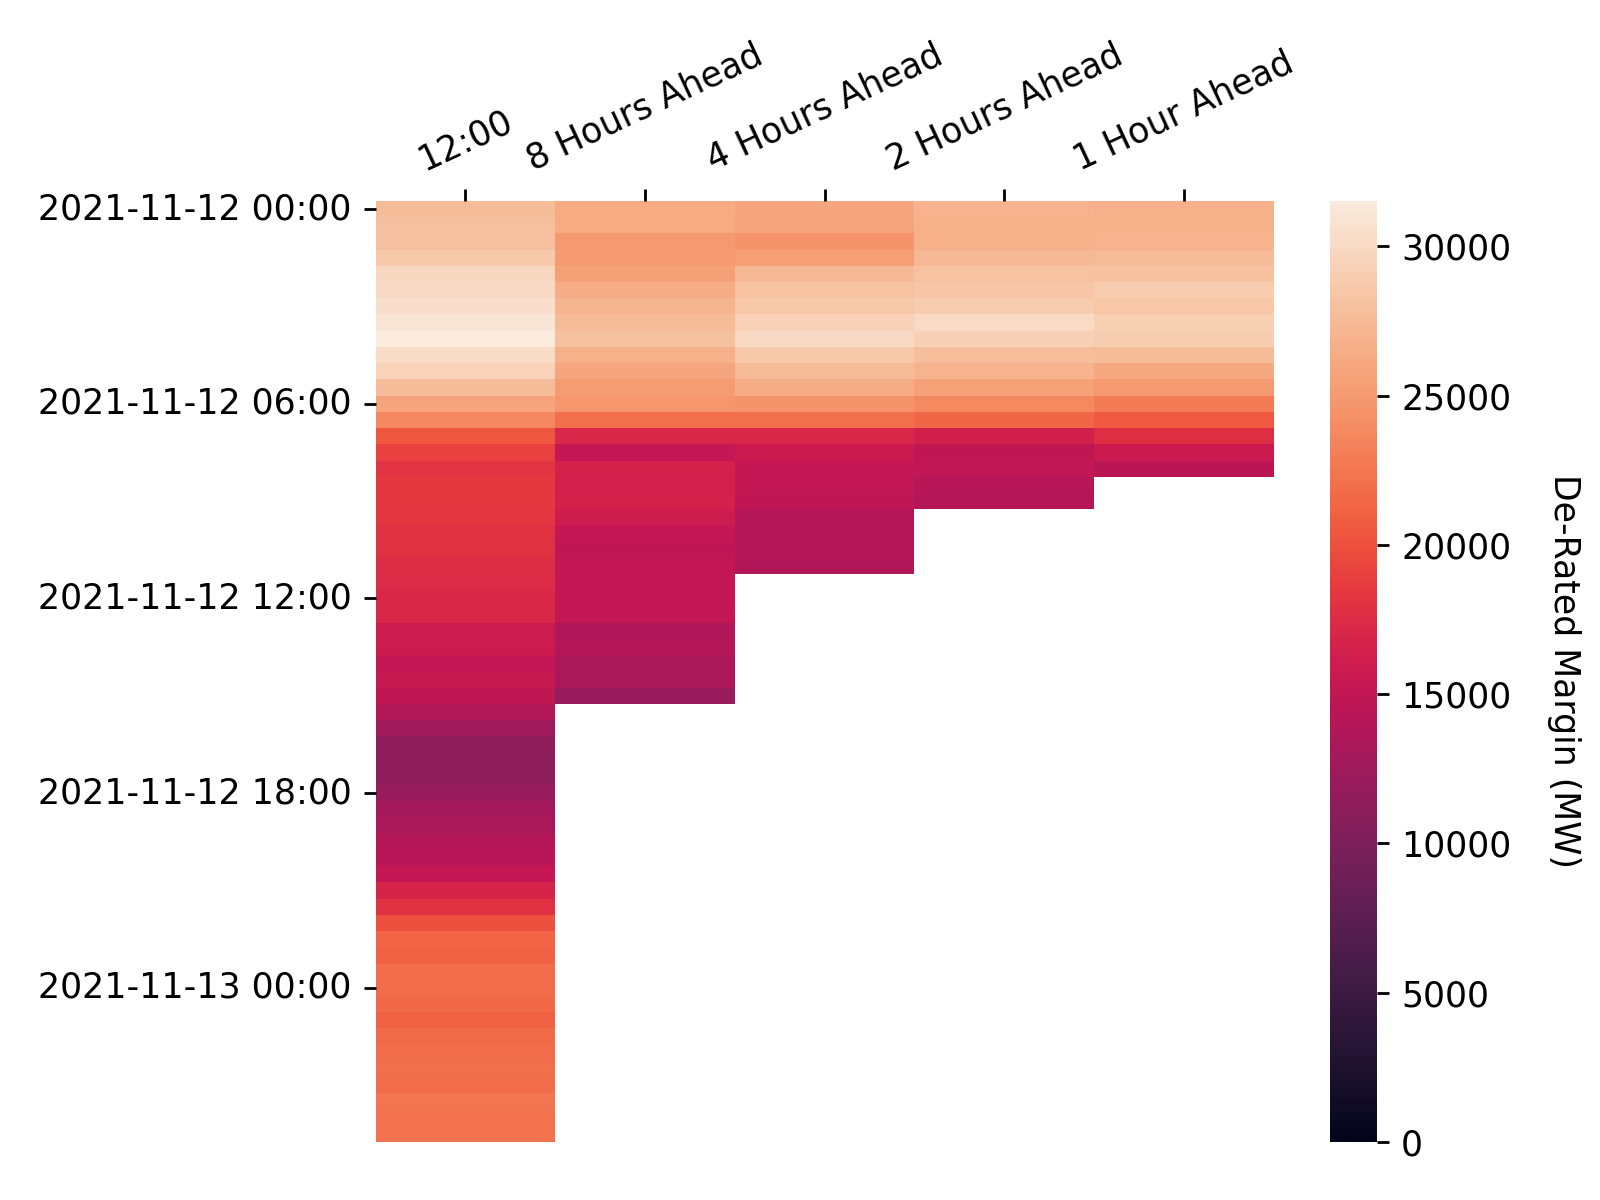 12:00
8 Hours Ahead
4 Hours Ahead
2 Hours Ahead
1 Hour Ahead
2021-11-12 00:00
2021-11-12 06:00
2021-11-12 12:00
2021-11-12 18:00
2021-11-13 00:00
30000
25000
20000
15000
10000
5000
0
De-Rated Margin (MW)